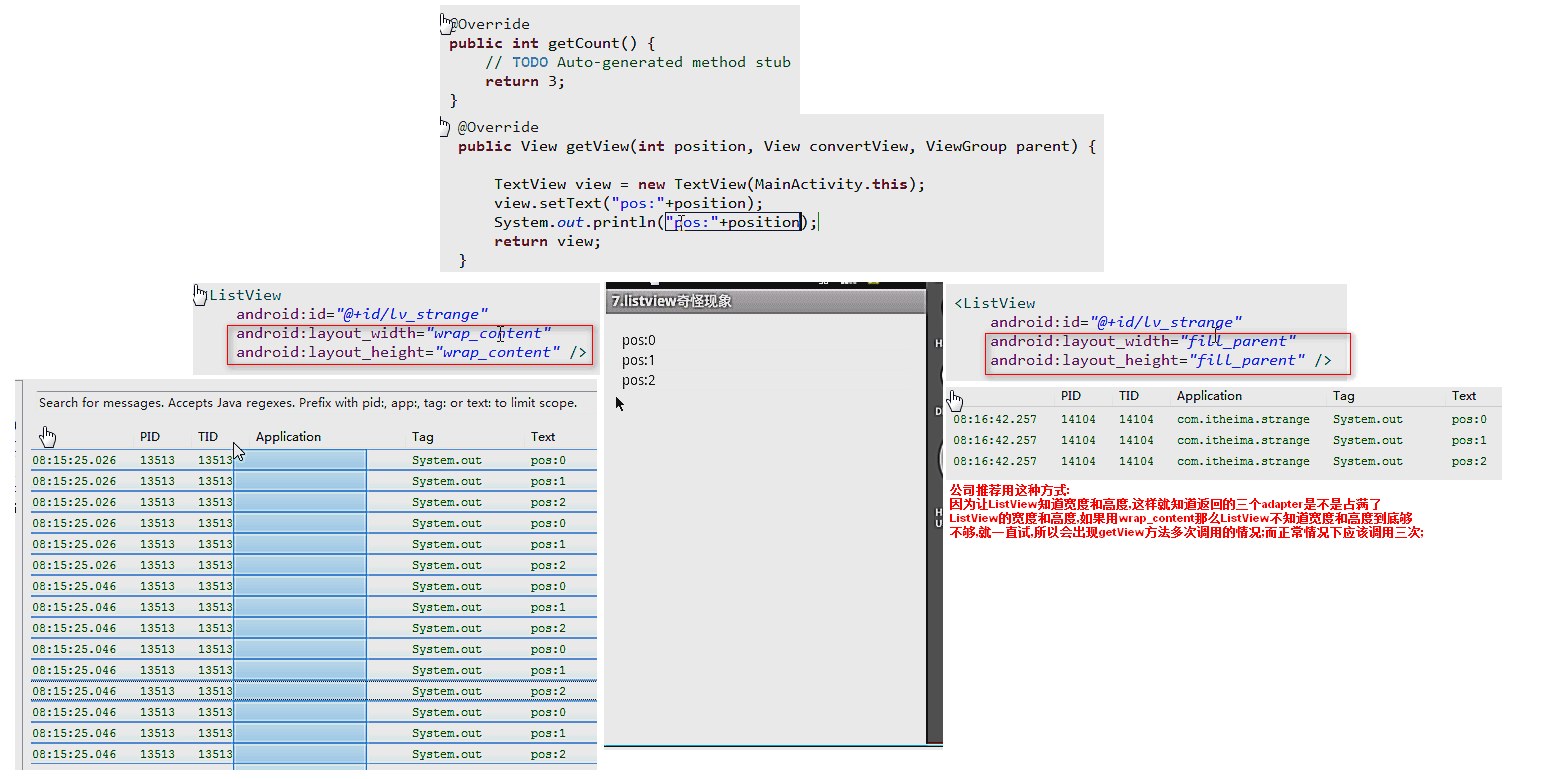 @Override
public int getCount() {
// TODO Auto-generated method stub
return 3;
}
@Override
public View getView(int position, View convertView, ViewGroup parent) {
TextView view = new TextView(MainActivity.this);
view.setText("pos:"+position);
System.out.println("pos:"+position);
return view;
}
ListView
android:id="@+id/lv_strange"
android:layout_width="wrap_content"
android:layout_height="wrap_content" />
Search for messages. Accepts Java regexes. Prefix with pid:, app:, tag: or text: to limit scope.
PID TID Application Tag Text
08:15:25.026 13513 13513 System.out pos:0
08:15:25.026 13513 13513 System.out pos:1
08:15:25.026 13513 13513 System.out pos:2
08:15:25.026 13513 13513 System.out pos:0
08:15:25.026 13513 13513 System.out pos:1
08:15:25.026 13513 13513 System.out pos:2
08:15:25.046 13513 13513 System.out pos:0
08:15:25.046 13513 13513 System.out pos:1
08:15:25.046 13513 13513 System.out pos:2
08:15:25.046 13513 13513 System.out pos:0
08:15:25.046 13513 13513 System.out pos:1
08:15:25.046 13513 13513 System.out pos:2
08:15:25.046 13513 13513 System.out pos:0
08:15:25.046 13513 13513 System.out pos:1
08:15:25.046 13513 13513 System.out pos:2
7.listview奇怪现象
pos:0
pos:1
pos:2
<ListView
android:id="@+id/lv_strange"
android:layout_width="fill_parent"
android:layout_height="fill_parent" />
PID TID Application Tag Text
08:16:42.257 14104 14104 com.itheima.strange System.out pos:0
08:16:42.257 14104 14104 com.itheima.strange System.out pos:1
08:16:42.257 14104 14104 com.itheima.strange System.out pos:2
公司推荐用这种方式:
因为让ListView知道宽度和高度,这样就知道返回的三个adapter是不是占满了
ListView的宽度和高度,如果用wrap_content那么ListView不知道宽度和高度到底够
不够,就一直试,所以会出现getView方法多次调用的情况;而正常情况下应该调用三次;